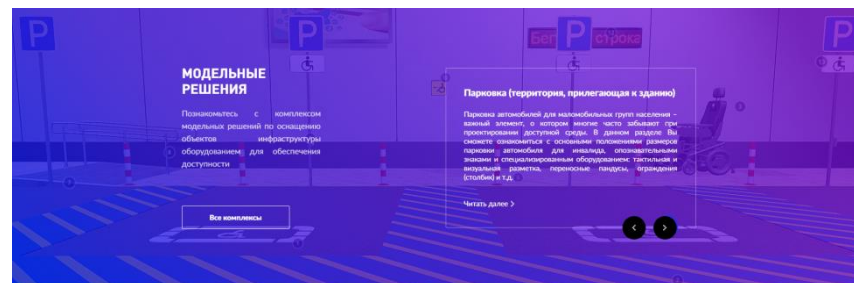 P
P
P
Бегущая строка
МОДЕЛЬНЫЕ
РЕШЕНИЯ
Познакомьтесь с комплексом
модельных решений по оснащению
объектов инфраструктуры
оборудованием для обеспечения
доступности
Все комплексы
Парковка (территория, прилегающая к зданию)
Парковка автомобилей для маломобильных групп населения –
важный элемент, о котором многие часто забывают при
проектировании доступной среды. В данном разделе Вы
сможете ознакомиться с основными положениями размеров
парковки автомобиля для инвалида, опознавательными
знаками и специализированным оборудованием: тактильная и
визуальная разметка, переносные пандусы, ограждения
(столбик) и т.д.
Читать далее >